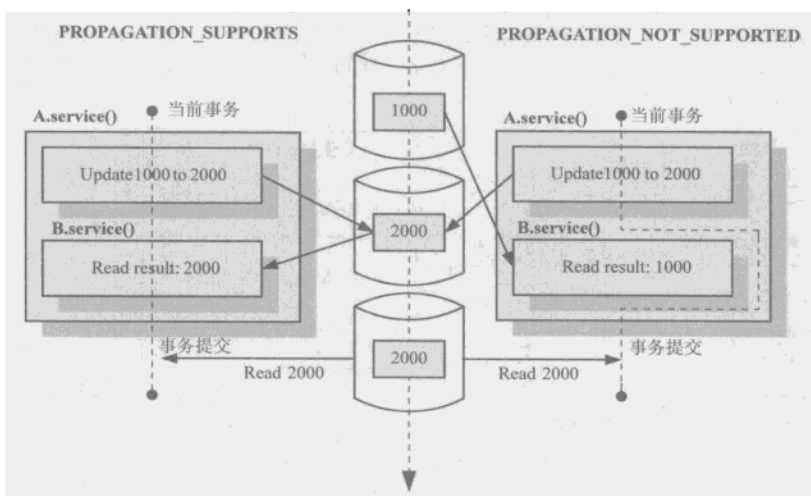 PROPAGATION_SUPPORTS
PROPAGATION_NOT_SUPPORTED
A.service()
当前事务
Update1000 to 2000
B.service()
Read result: 2000
事务提交
Read 2000
1000
2000
2000
A.service()
当前事务
Update1000 to 2000
B.service()
Read result: 1000
事务提交
Read 2000